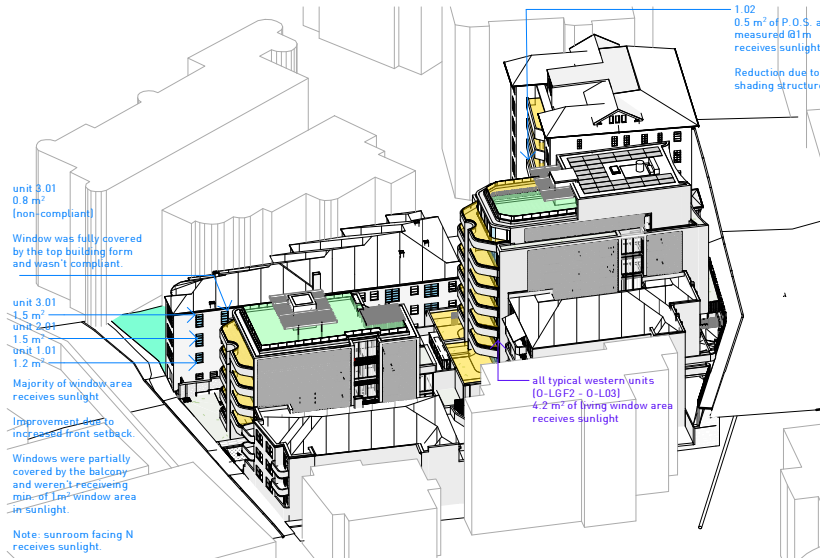 1.02
0.5 m² of P.O.S. a
measured @1m
receives sunlight
Reduction due to
shading structure
unit 3.01
0.8 m²
(non-compliant)
Window was fully covered
by the top building form
and wasn't compliant.
unit 3.01
1.5 m²
unit 2.01
1.5 m²
unit 1.01
1.2 m²
Majority of window area
receives sunlight
Improvement due to
increased front setback.
Windows were partially
covered by the balcony
and weren't receiveing
min. of 1m² window area
in sunlight.
Note: sunroom facing N
receives sunlight.
all typical western units
(O-LGF2 - O-L03)
4.2 m² of living window area
receives sunlight